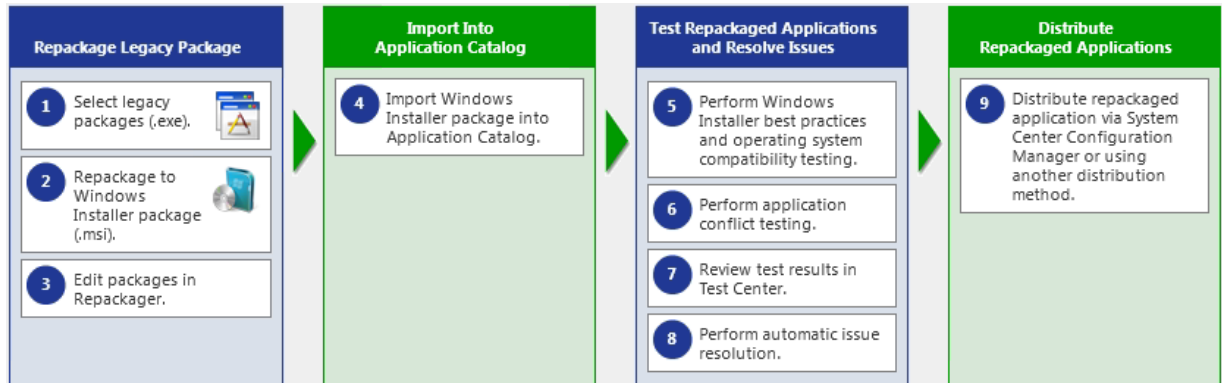 Repackage Legacy Package
1
Select legacy
packages (.exe).
2
Repackage to
Windows
Installer package
(.msi).
3
Edit packages in
Repackager.
Import Into
Application Catalog
4
Import Windows
Installer package into
Application Catalog.
Test Repackaged Applications
and Resolve Issues
5
Perform Windows
Installer best practices
and operating system
compatibility testing.
6
Perform application
conflict testing.
7
Review test results in
Test Center.
8
Perform automatic issue
resolution.
Distribute
Repackaged Applications
9
Distribute repackaged
application via System
Center Configuration
Manager or using
another distribution
method.